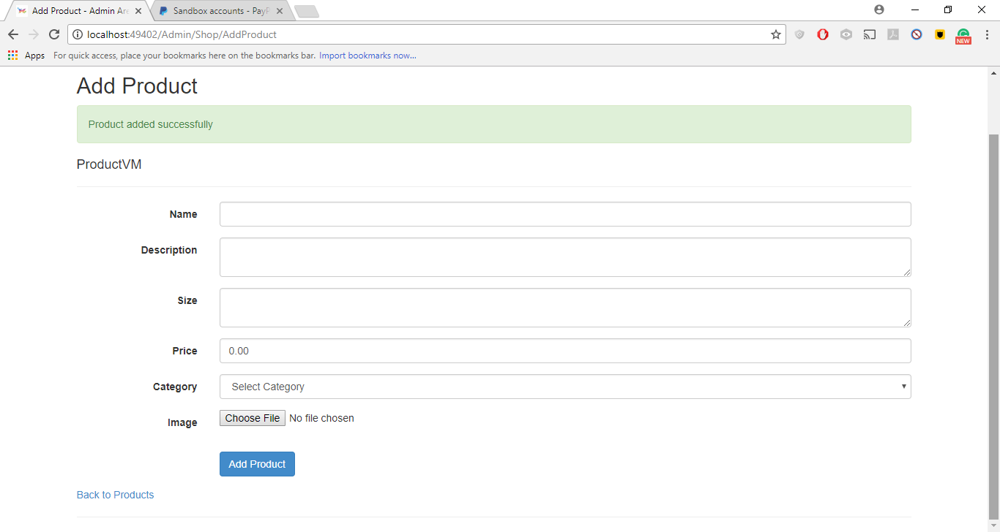 Add Product - Admin Are
Sandbox accounts - PayP
localhost:49402/Admin/Shop/AddProduct
NEW
Apps For quick access, place your bookmarks here on the bookmarks bar. Import bookmarks now...
Add Product
Product added successfully
ProductVM
Name
Description
Size
Price 0.00
Category Select Category
Image Choose File No file chosen
Add Product
Back to Products